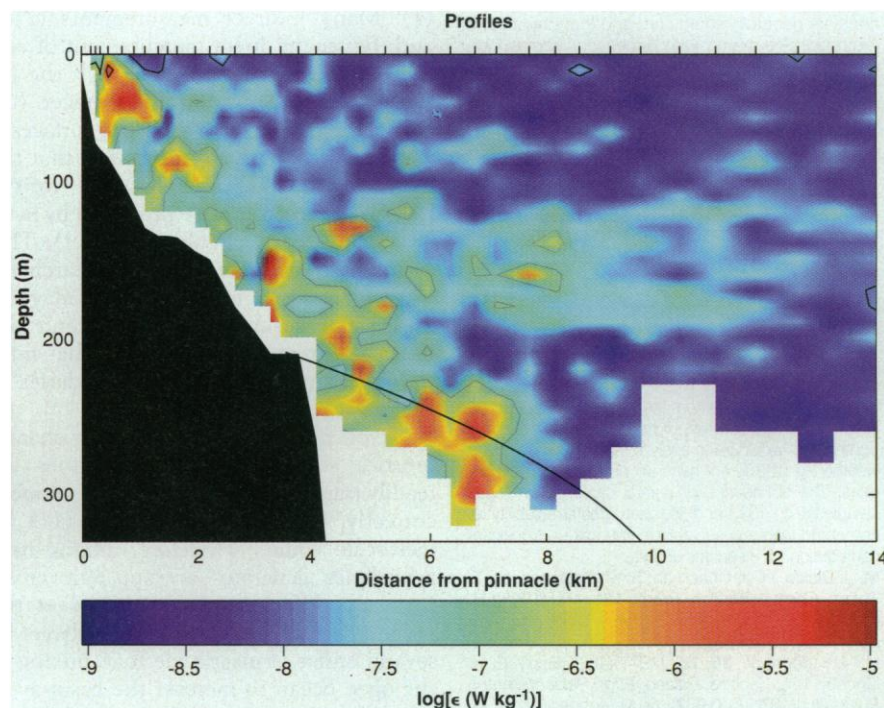 Profiles
0
100
200
300
Depth (m)
0 2 4 6 8 10 12 14
Distance from pinnacle (km)
-9 -8.5 -8 -7.5 -7 -6.5 -6 -5.5 -5
log[ϵ (W kg⁻¹)]